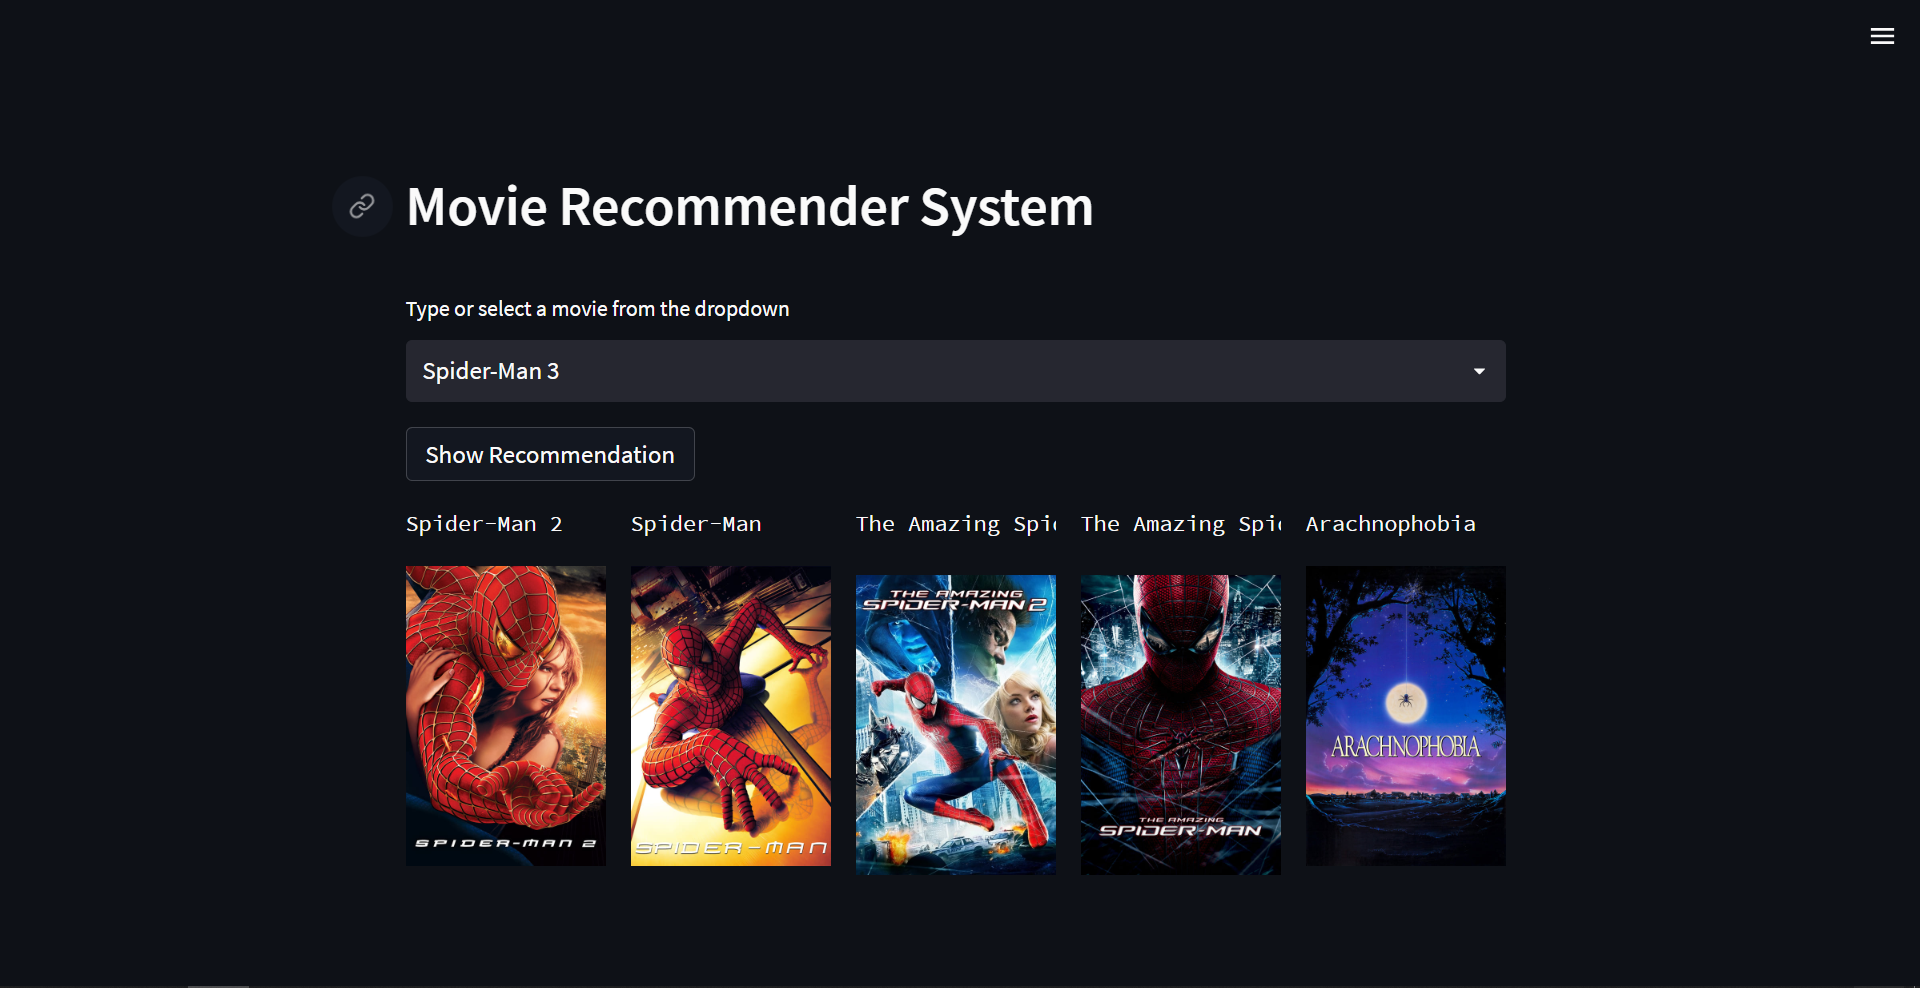 Movie Recommender System
Type or select a movie from the dropdown
Spider-Man 3
Show Recommendation
Spider-Man 2
Spider-Man
The Amazing Spi
The Amazing Spi
Arachnophobia
SPIDER-MAN 2
SPIDER-MAN
THE AMAZING
SPIDER-MAN 2
THE AMAZING
SPIDER-MAN
ARACHNOPHOBIA